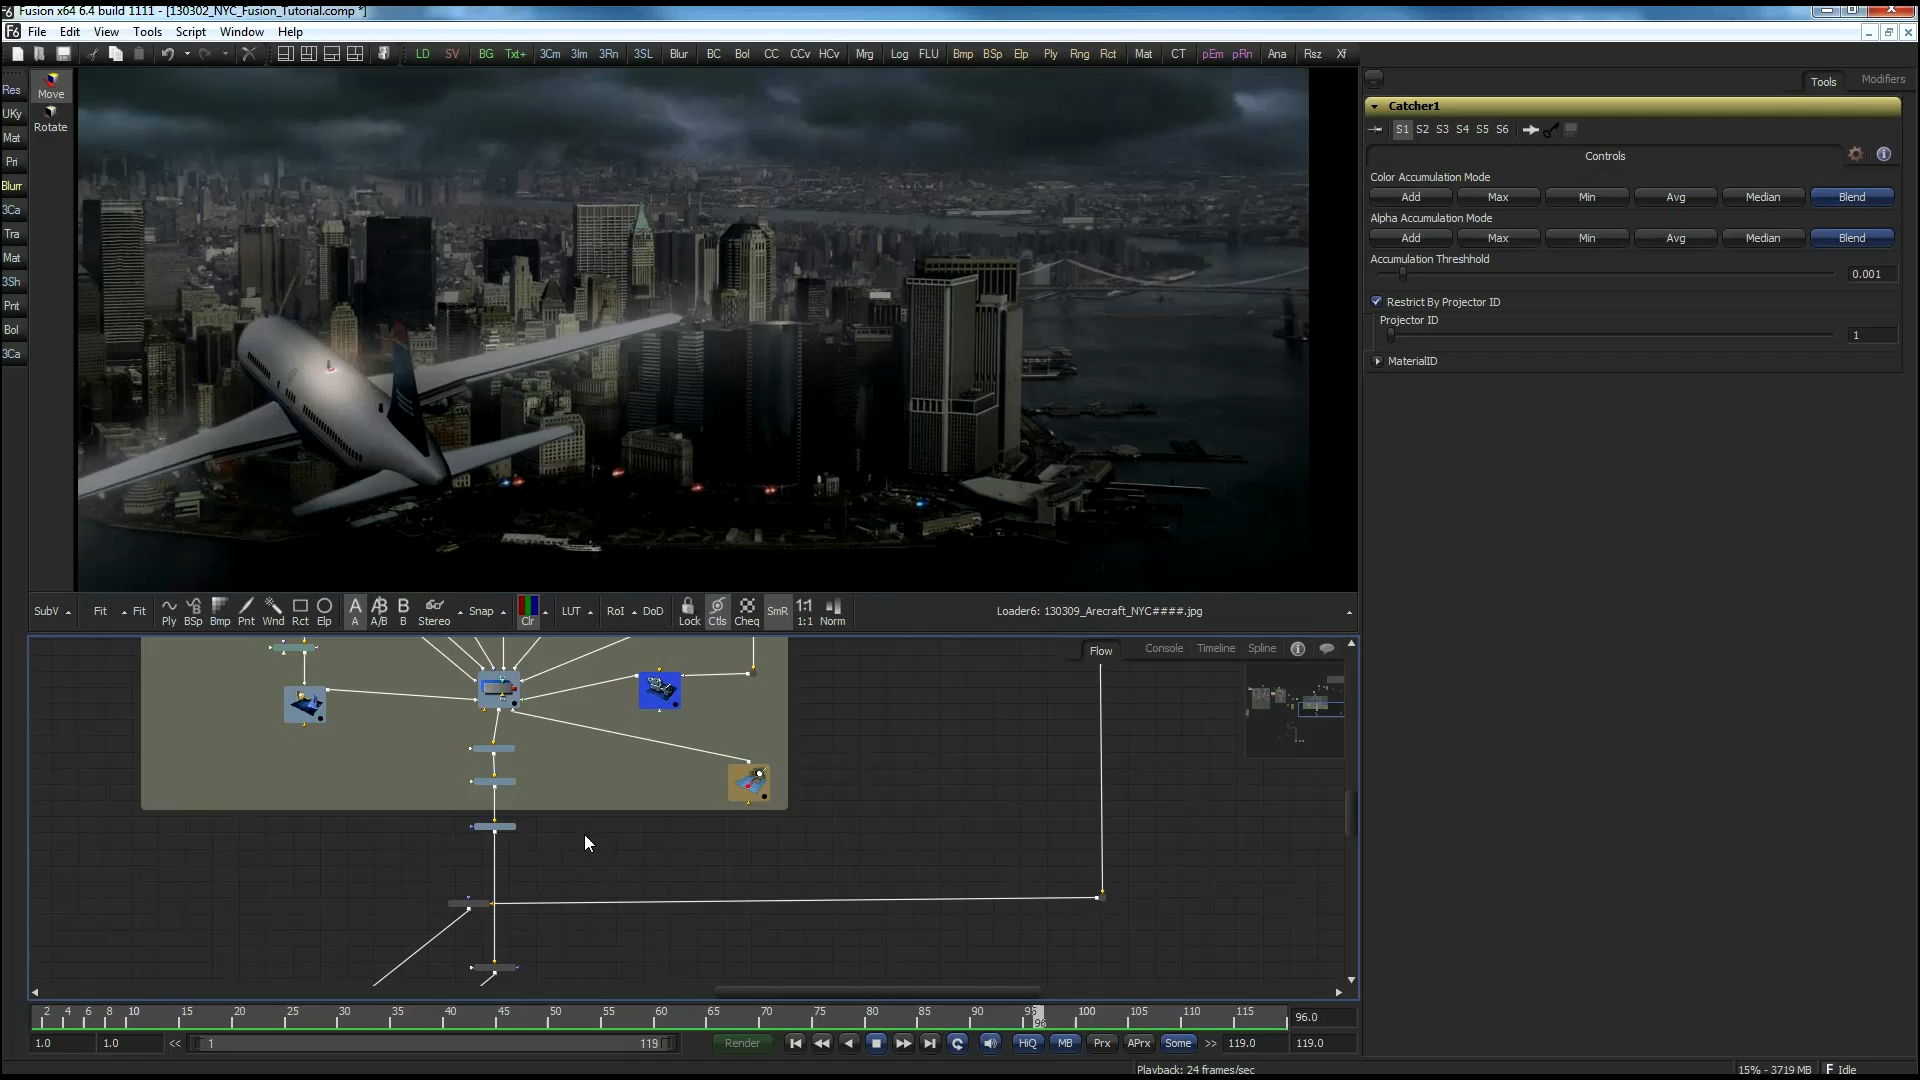 Fusion x64 6.4 build 1111 - [130302_NYC_Fusion_Tutorial.comp *]
File Edit View Tools Script Window Help
LD SV BG Txt+ 3Cm 3Im 3Rn 3SL Blur BC Bol CC CCv HCv Mrg Log FLU Bmp BSp Elp Ply Rng Rct Mat CT pEm pRn Ana Rsz Xf
Res
UKy
Mat
Pri
Blurr
3Ca
Tra
Mat
3Sh
Pnt
Bol
3Ca
Move
Rotate
Tools Modifiers
Catcher1
S1 S2 S3 S4 S5 S6
Controls
Color Accumulation Mode
Add Max Min Avg Median Blend
Alpha Accumulation Mode
Add Max Min Avg Median Blend
Accumulation Threshhold
0.001
Restrict By Projector ID
Projector ID
1
MaterialID
SubV Fit Fit Ply BSp Bmp Pnt Wnd Rct Elp A A/B B Stereo Snap Clr LUT RoI DoD Lock Ctls Cheq SmR 1:1 Norm
Loader6: 130309_Arecraft_NYC####.jpg
Flow Console Timeline Spline
2 4 6 8 10 15 20 25 30 35 40 45 50 55 60 65 70 75 80 85 90 95 100 105 110 115
96
96.0
1.0 1.0 << 1 119 Render HiQ MB Prx APrx Some >> 119.0 119.0
Playback: 24 frames/sec
15% - 3719 MB
Idle